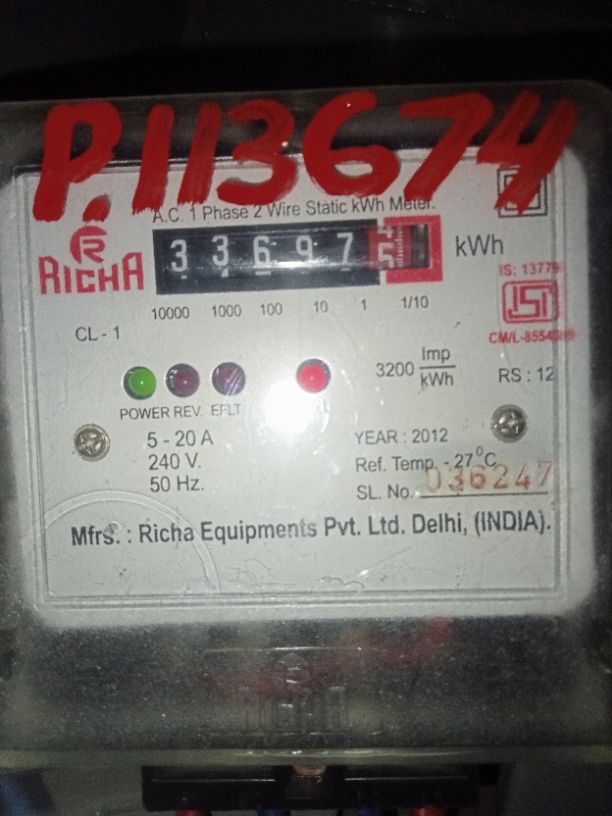 P.113674
A.C. 1 Phase 2 Wire Static kWh Meter.
RICHA
3 3 6 9 7 5 kWh
10000 1000 100 10 1 1/10
IS: 13779
ISI
CL - 1
3200 Imp/kWh
RS : 12
POWER REV. EFLT
5 - 20 A
240 V.
50 Hz.
YEAR : 2012
Ref. Temp. - 27°C
SL. No. 036247
Mfrs. : Richa Equipments Pvt. Ltd. Delhi, (INDIA).